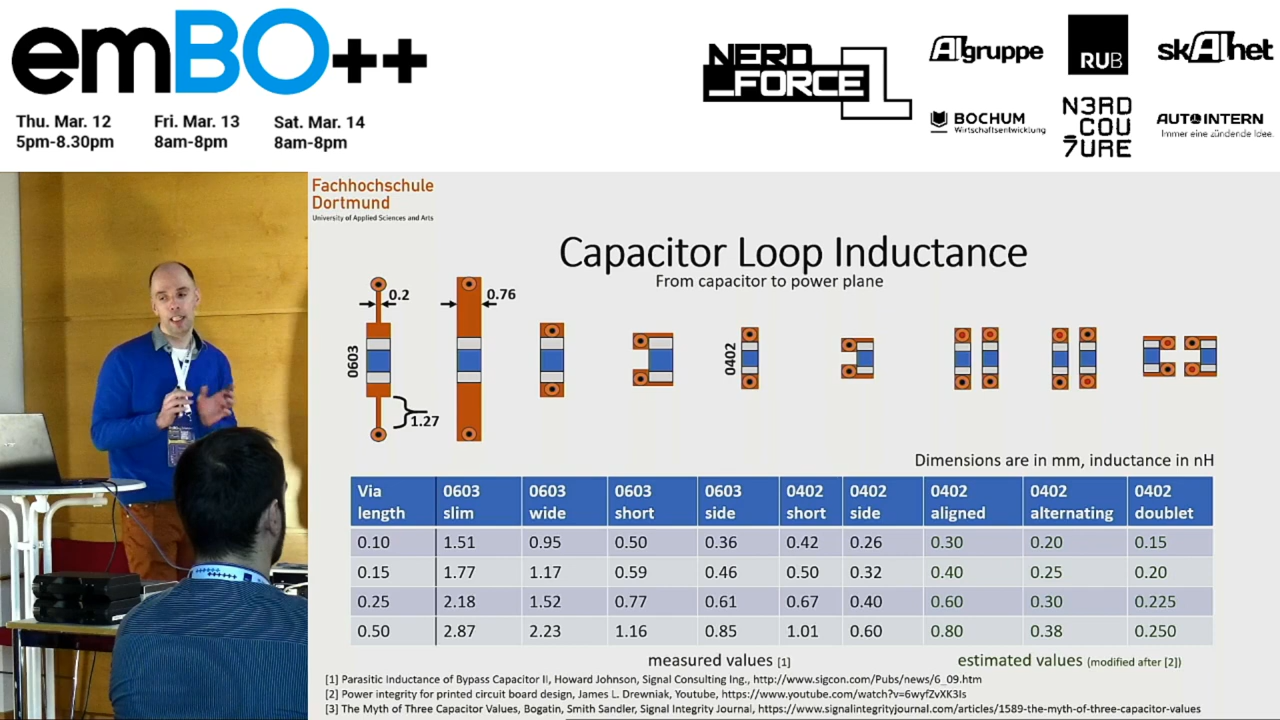 emBO++
Thu. Mar. 12
5pm-8.30pm
Fri. Mar. 13
8am-8pm
Sat. Mar. 14
8am-8pm
NERD
_FORCE1
AIgruppe
RUB
skAInet
BOCHUM
Wirtschaftsentwicklung
N3RD
COU
7URE
AUTOINTERN
Immer eine zündende Idee.
Fachhochschule
Dortmund
University of Applied Sciences and Arts
Capacitor Loop Inductance
From capacitor to power plane
0603
0.2
1.27
0.76
0402
Dimensions are in mm, inductance in nH
Via length 0603 slim 0603 wide 0603 short 0603 side 0402 short 0402 side 0402 aligned 0402 alternating 0402 doublet
0.10 1.51 0.95 0.50 0.36 0.42 0.26 0.30 0.20 0.15
0.15 1.77 1.17 0.59 0.46 0.50 0.32 0.40 0.25 0.20
0.25 2.18 1.52 0.77 0.61 0.67 0.40 0.60 0.30 0.225
0.50 2.87 2.23 1.16 0.85 1.01 0.60 0.80 0.38 0.250
measured values [1]
estimated values (modified after [2])
[1] Parasitic Inductance of Bypass Capacitor II, Howard Johnson, Signal Consulting Ing., http://www.sigcon.com/Pubs/news/6_09.htm
[2] Power integrity for printed circuit board design, James L. Drewniak, Youtube, https://www.youtube.com/watch?v=6wyfZvXK3Is
[3] The Myth of Three Capacitor Values, Bogatin, Smith Sandler, Signal Integrity Journal, https://www.signalintegrityjournal.com/articles/1589-the-myth-of-three-capacitor-values